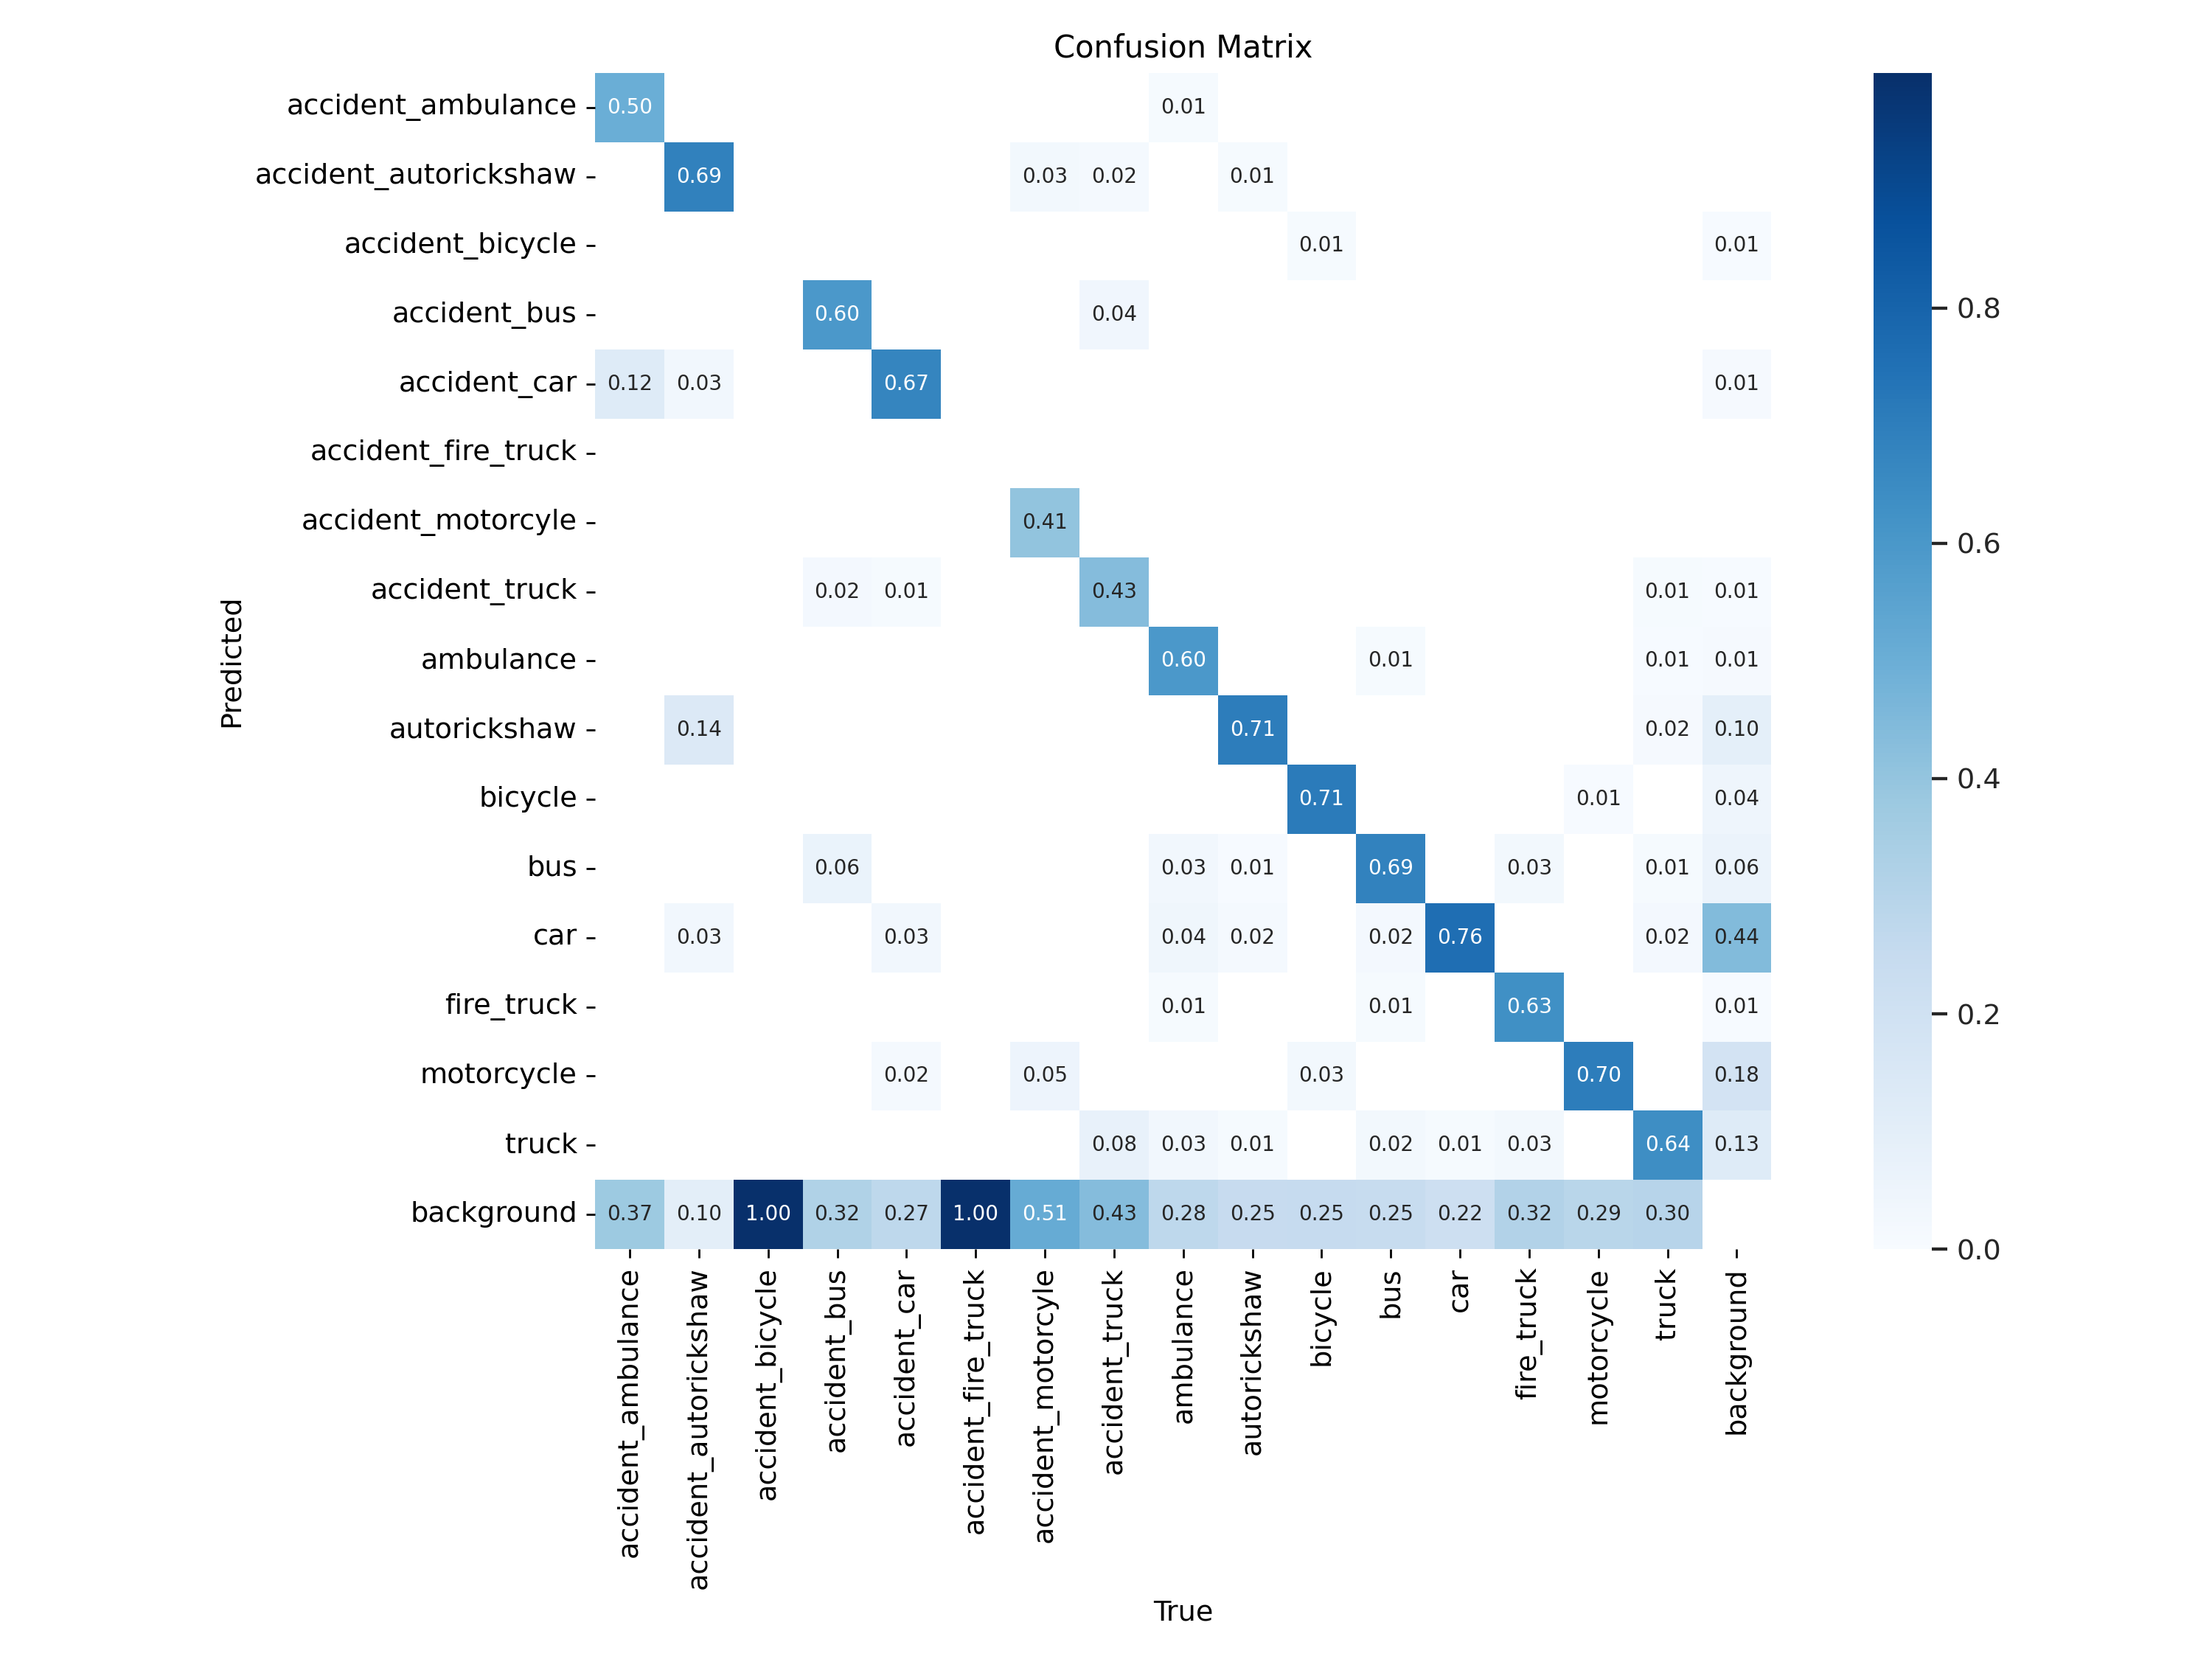 Confusion Matrix
accident_ambulance 0.50 0.01
accident_autorickshaw 0.69 0.03 0.02 0.01
accident_bicycle 0.01 0.01
accident_bus 0.60 0.04
0.8
accident_car 0.12 0.03 0.67 0.01
accident_fire_truck
accident_motorcyle 0.41
0.6
accident_truck 0.02 0.01 0.43 0.01 0.01
Predicted
ambulance 0.60 0.01 0.01 0.01
autorickshaw 0.14 0.71 0.02 0.10
0.4
bicycle 0.71 0.01 0.04
bus 0.06 0.03 0.01 0.69 0.03 0.01 0.06
car 0.03 0.03 0.04 0.02 0.02 0.76 0.02 0.44
fire_truck 0.01 0.01 0.63 0.01
0.2
motorcycle 0.02 0.05 0.03 0.70 0.18
truck 0.08 0.03 0.01 0.02 0.01 0.03 0.64 0.13
background 0.37 0.10 1.00 0.32 0.27 1.00 0.51 0.43 0.28 0.25 0.25 0.25 0.22 0.32 0.29 0.30
0.0
accident_ambulance
accident_autorickshaw
accident_bicycle
accident_bus
accident_car
accident_fire_truck
accident_motorcyle
accident_truck
ambulance
autorickshaw
bicycle
bus
car
fire_truck
motorcycle
truck
background
True